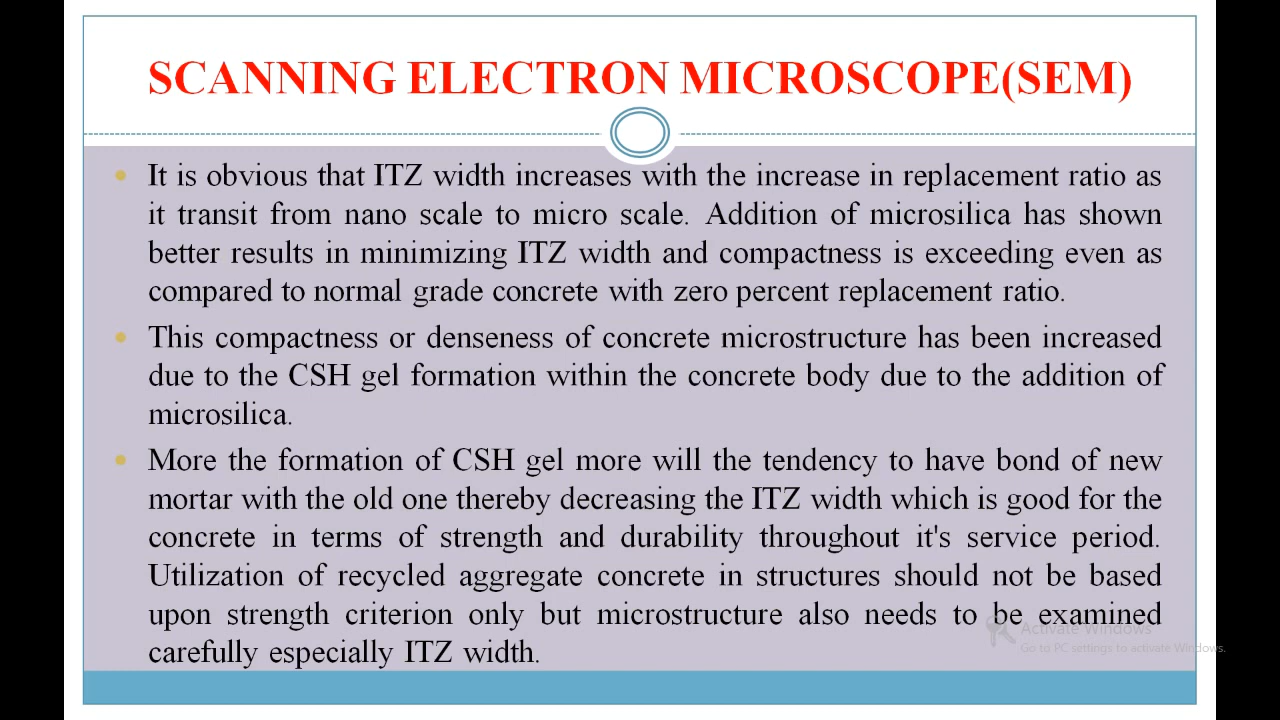 SCANNING ELECTRON MICROSCOPE(SEM)
It is obvious that ITZ width increases with the increase in replacement ratio as
it transit from nano scale to micro scale. Addition of microsilica has shown
better results in minimizing ITZ width and compactness is exceeding even as
compared to normal grade concrete with zero percent replacement ratio.
This compactness or denseness of concrete microstructure has been increased
due to the CSH gel formation within the concrete body due to the addition of
microsilica.
More the formation of CSH gel more will the tendency to have bond of new
mortar with the old one thereby decreasing the ITZ width which is good for the
concrete in terms of strength and durability throughout it's service period.
Utilization of recycled aggregate concrete in structures should not be based
upon strength criterion only but microstructure also needs to be examined
carefully especially ITZ width.
Activate Windows
Go to PC settings to activate Windows.